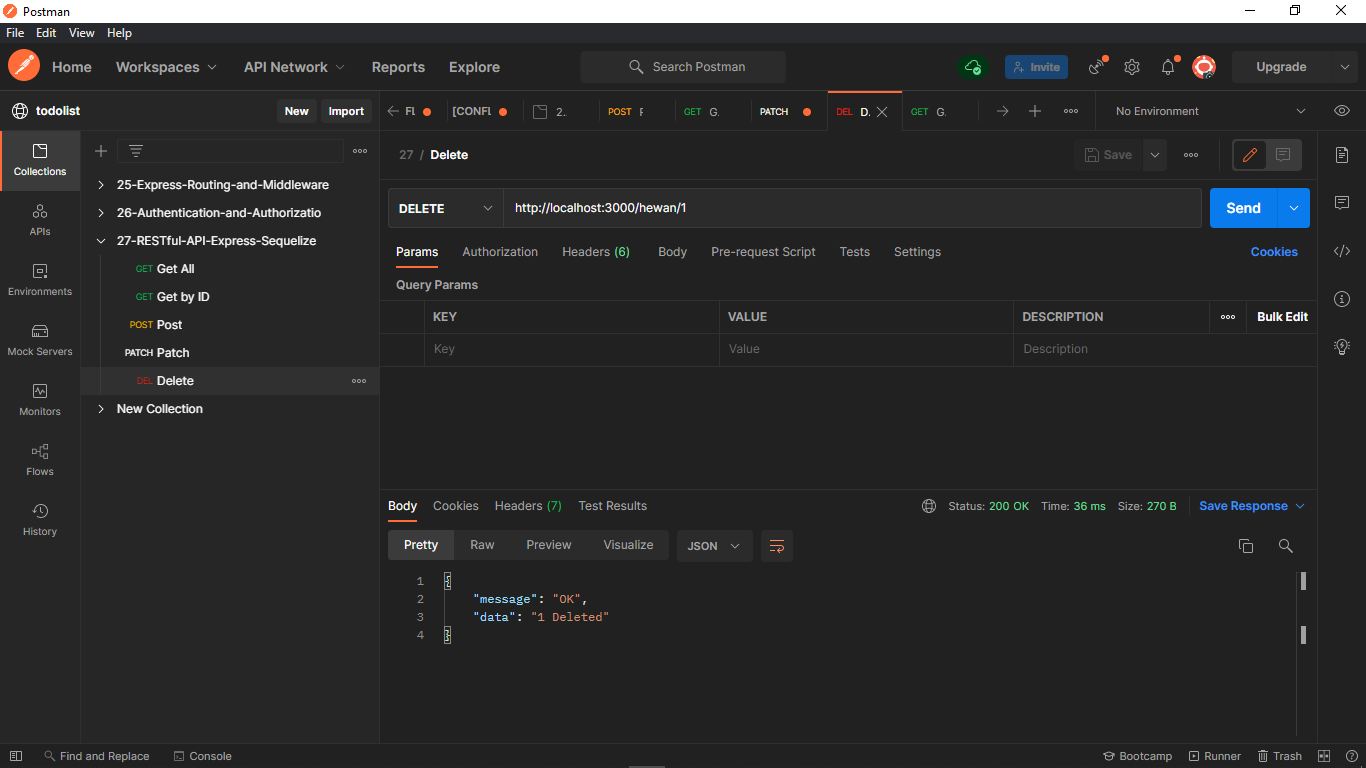 Postman
File Edit View Help
Home Workspaces API Network Reports Explore Search Postman Invite Upgrade
todolist New Import
FL [CONFL 2.. POST F GET G. PATCH DEL D. GET G. No Environment
27 / Delete Save
Collections
APIs
Environments
Mock Servers
Monitors
Flows
History
25-Express-Routing-and-Middleware
26-Authentication-and-Authorizatio
27-RESTful-API-Express-Sequelize
GET Get All
GET Get by ID
POST Post
PATCH Patch
DEL Delete
New Collection
DELETE http://localhost:3000/hewan/1 Send
Params Authorization Headers (6) Body Pre-request Script Tests Settings Cookies
Query Params
KEY VALUE DESCRIPTION Bulk Edit
Key Value Description
Body Cookies Headers (7) Test Results Status: 200 OK Time: 36 ms Size: 270 B Save Response
Pretty Raw Preview Visualize JSON
1 {
2 "message": "OK",
3 "data": "1 Deleted"
4 }
Find and Replace Console Bootcamp Runner Trash